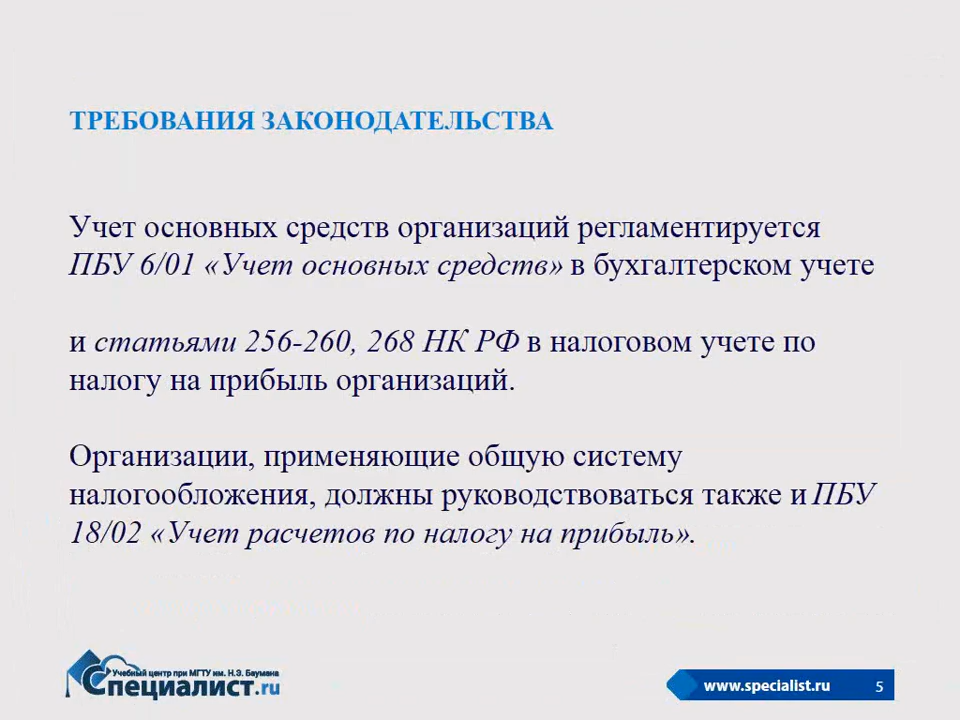 ТРЕБОВАНИЯ ЗАКОНОДАТЕЛЬСТВА
Учет основных средств организаций регламентируется
ПБУ 6/01 «Учет основных средств» в бухгалтерском учете
и статьями 256-260, 268 НК РФ в налоговом учете по
налогу на прибыль организаций.
Организации, применяющие общую систему
налогообложения, должны руководствоваться также и ПБУ
18/02 «Учет расчетов по налогу на прибыль».
Учебный центр при МГТУ им. Н.Э. Баумана
Специалист.ru
www.specialist.ru 5